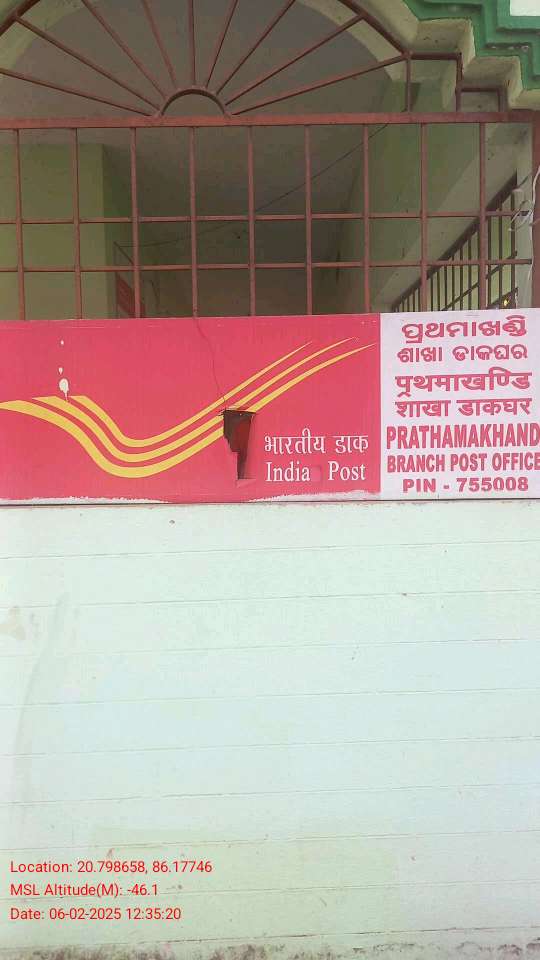 भारतीय डाक
India Post
ପ୍ରଥମାଖଣ୍ଡି
ଶାଖା ଡାକଘର
प्रथमाखण्डि
शाखा डाकघर
PRATHAMAKHAND
BRANCH POST OFFICE
PIN - 755008
Location: 20.798658, 86.17746
MSL Altitude(M): -46.1
Date: 06-02-2025 12:35:20